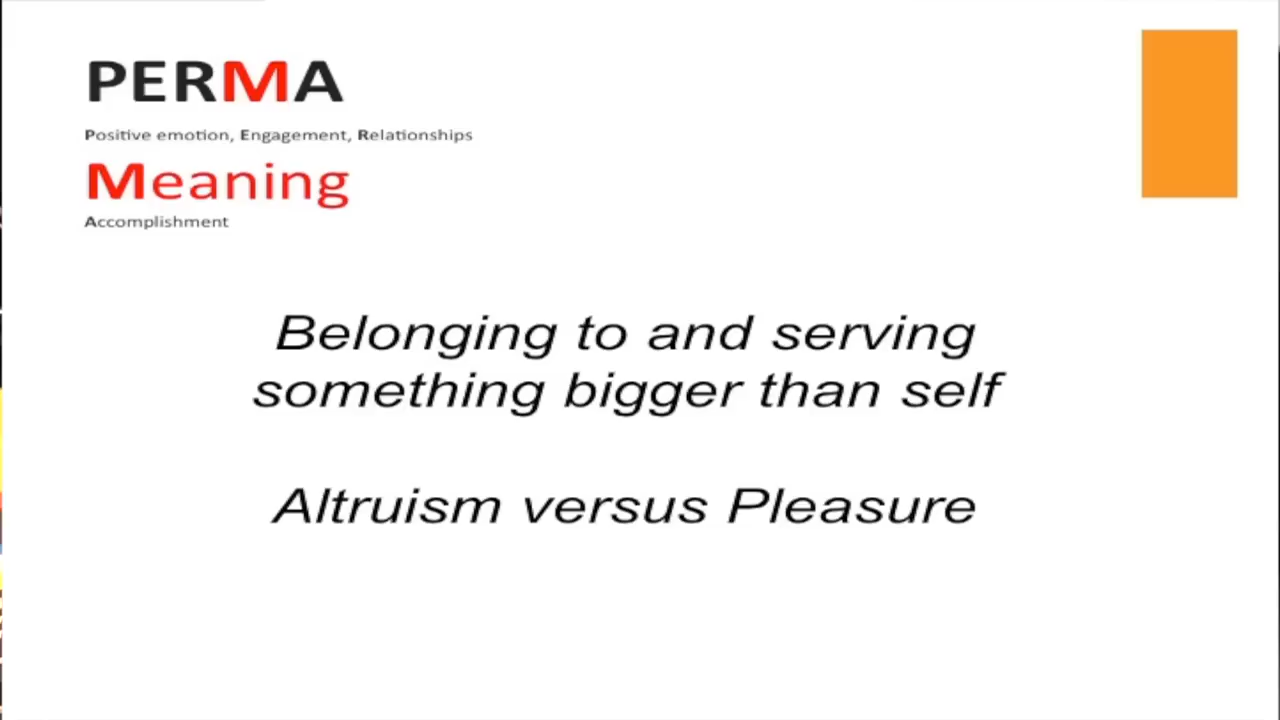 PERMA
Positive emotion, Engagement, Relationships
Meaning
Accomplishment
Belonging to and serving
something bigger than self
Altruism versus Pleasure